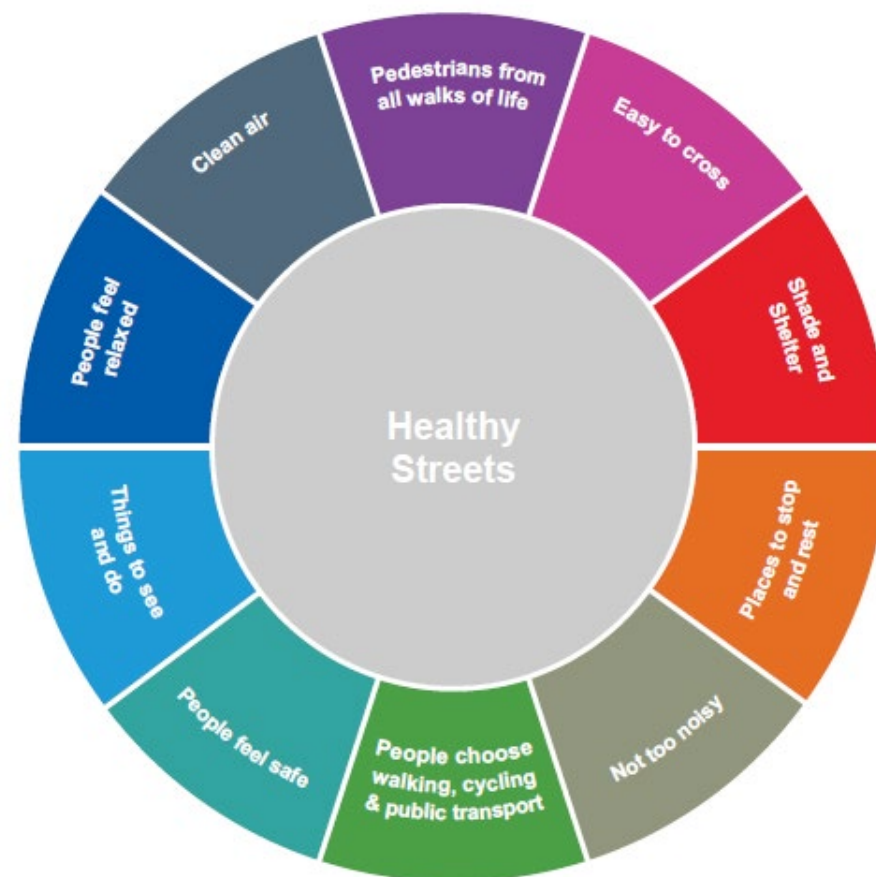 Pedestrians from
all walks of life
Easy to cross
Shade and
Shelter
Places to stop
and rest
Not too noisy
People choose
walking, cycling
& public transport
People feel safe
Things to see
and do
People feel
relaxed
Clean air
Healthy
Streets